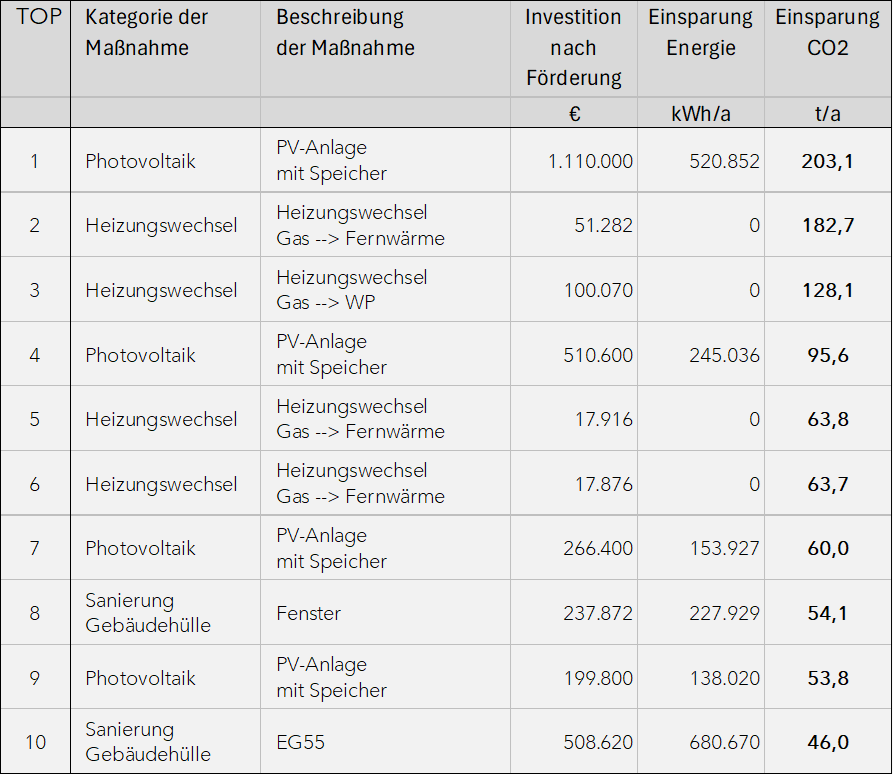 TOP Kategorie der Beschreibung Investition Einsparung Einsparung
Maßnahme der Maßnahme nach Energie CO2
Förderung
€ kWh/a t/a
1 Photovoltaik PV-Anlage mit Speicher 1.110.000 520.852 203,1
2 Heizungswechsel Heizungswechsel Gas --> Fernwärme 51.282 0 182,7
3 Heizungswechsel Heizungswechsel Gas --> WP 100.070 0 128,1
4 Photovoltaik PV-Anlage mit Speicher 510.600 245.036 95,6
5 Heizungswechsel Heizungswechsel Gas --> Fernwärme 17.916 0 63,8
6 Heizungswechsel Heizungswechsel Gas --> Fernwärme 17.876 0 63,7
7 Photovoltaik PV-Anlage mit Speicher 266.400 153.927 60,0
8 Sanierung Gebäudehülle Fenster 237.872 227.929 54,1
9 Photovoltaik PV-Anlage mit Speicher 199.800 138.020 53,8
10 Sanierung Gebäudehülle EG55 508.620 680.670 46,0